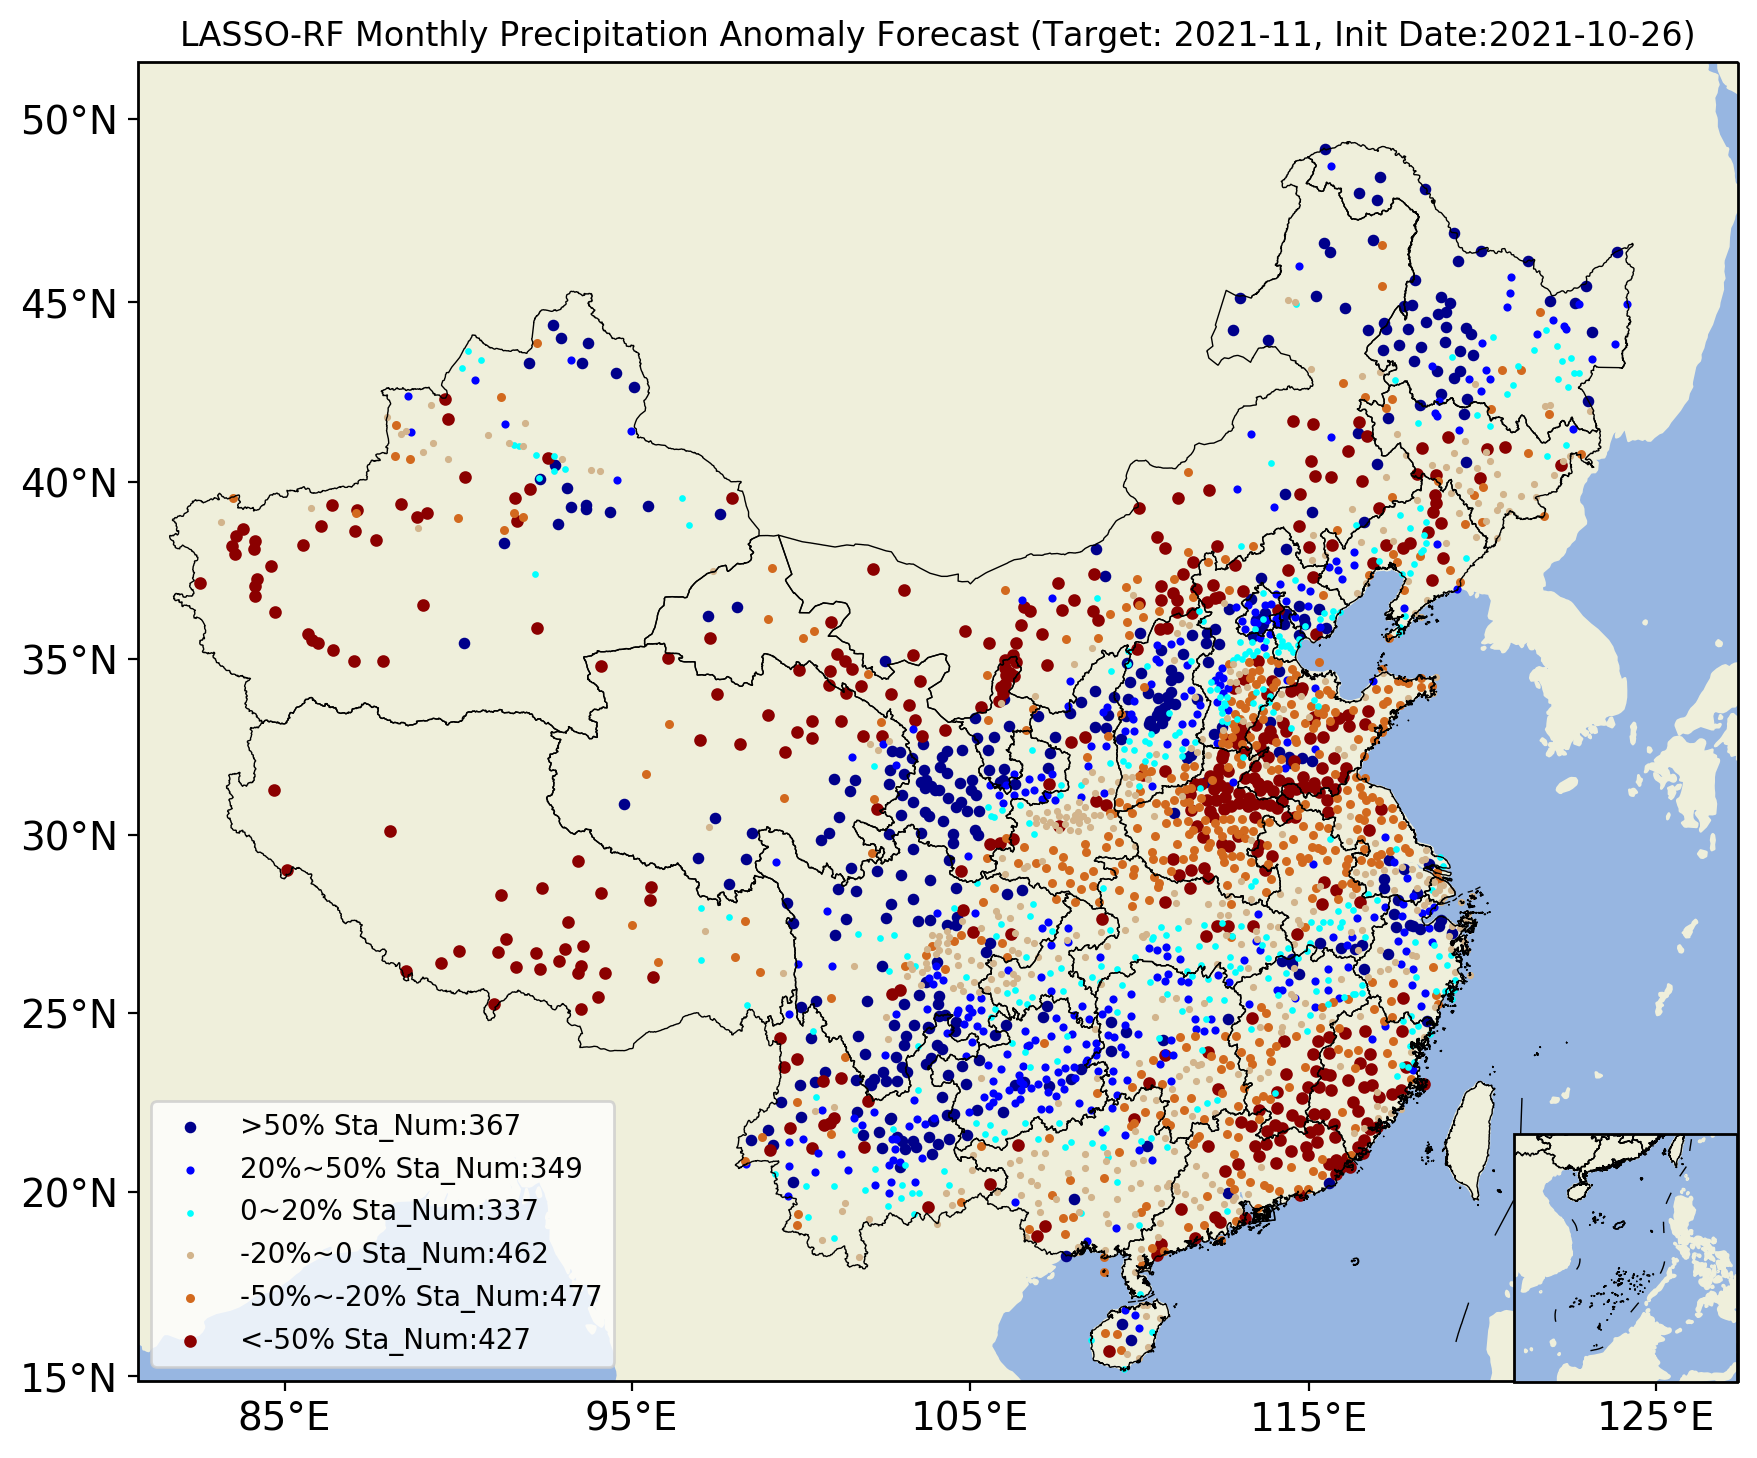 LASSO-RF Monthly Precipitation Anomaly Forecast (Target: 2021-11, Init Date:2021-10-26)
50°N
45°N
40°N
35°N
30°N
25°N
20°N
15°N
>50% Sta_Num:367
20%~50% Sta_Num:349
0~20% Sta_Num:337
-20%~0 Sta_Num:462
-50%~-20% Sta_Num:477
<-50% Sta_Num:427
85°E
95°E
105°E
115°E
125°E